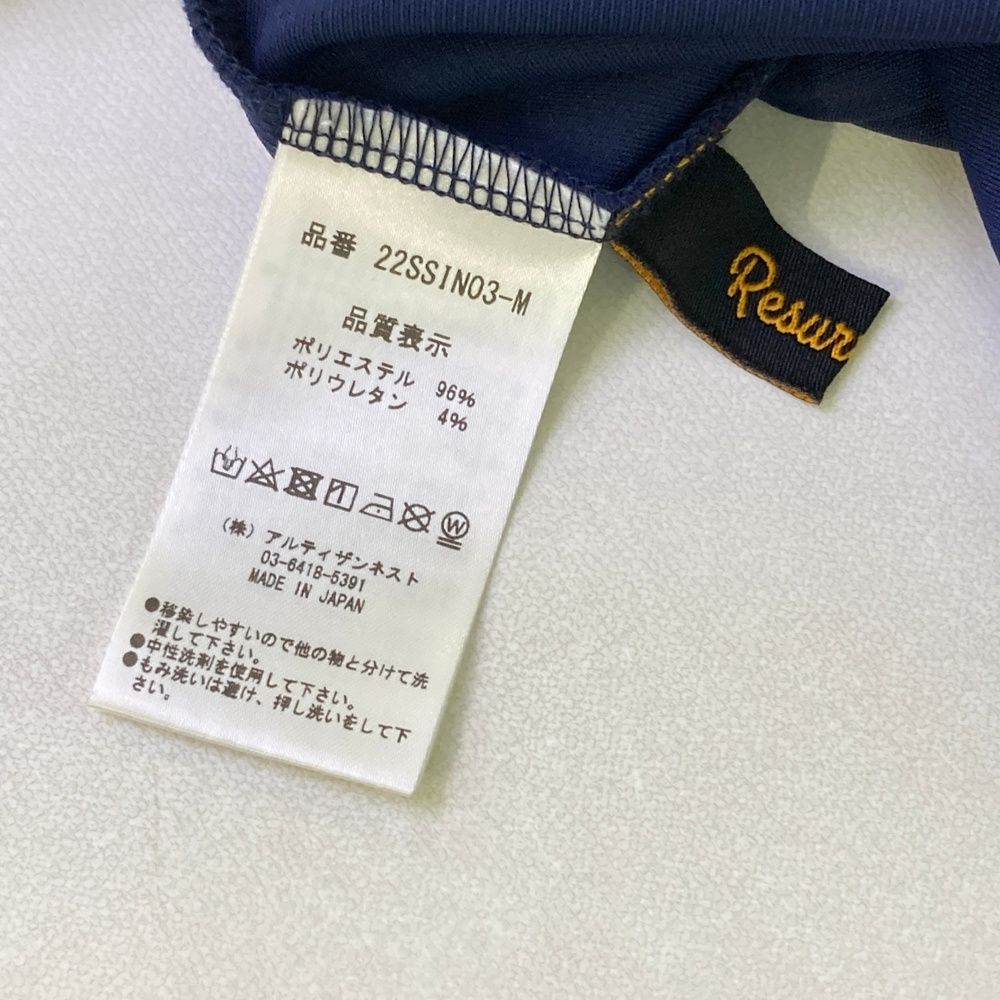 品番 22SSIN03-M
品質表示
ポリエステル 96%
ポリウレタン 4%
W
(株) アルティザンネスト
03-6418-5391
MADE IN JAPAN
●移染しやすいので他の物と分けて洗
濯して下さい。
●中性洗剤を使用して下さい。
●もみ洗いは避け、押し洗いをして下
さい。
Resur